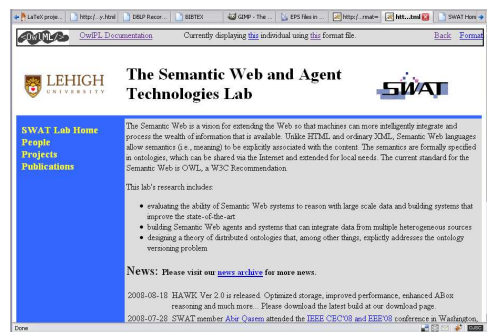 LaTeX proje...
http:/...y.html
DBLP Recor...
BIBTEX
GIMP - The ...
EPS files in ...
http:/...rmat=
htt...tml
SWAT Hom
OwlPL Documentation
Currently displaying this individual using this format file.
Back Format
LEHIGH
UNIVERSITY
The Semantic Web and Agent
Technologies Lab
SWAT
SWAT Lab Home
People
Projects
Publications
The Semantic Web is a vision for extending the Web so that machines can more intelligently integrate and
process the wealth of information that is available. Unlike HTML and ordinary XML, Semantic Web languages
allow semantics (i.e., meaning) to be explicitly associated with the content. The semantics are formally specified
in ontologies, which can be shared via the Internet and extended for local needs. The current standard for the
Semantic Web is OWL, a W3C Recommendation.
This lab's research includes:
evaluating the ability of Semantic Web systems to reason with large scale data and building systems that
improve the state-of-the-art
building Semantic Web agents and systems that can integrate data from multiple heterogeneous sources
designing a theory of distributed ontologies that, among other things, explicitly addresses the ontology
versioning problem
News: Please visit our news archive for more news.
2008-08-18 HAWK Ver 2.0 is released. Optimized storage, improved performance, enhanced ABox
reasoning and much more... Please download the latest build at our download page.
2008-07-28 SWAT member Abir Qasem attended the IEEE CEC'08 and EEE'08 conference in Washington,
Done